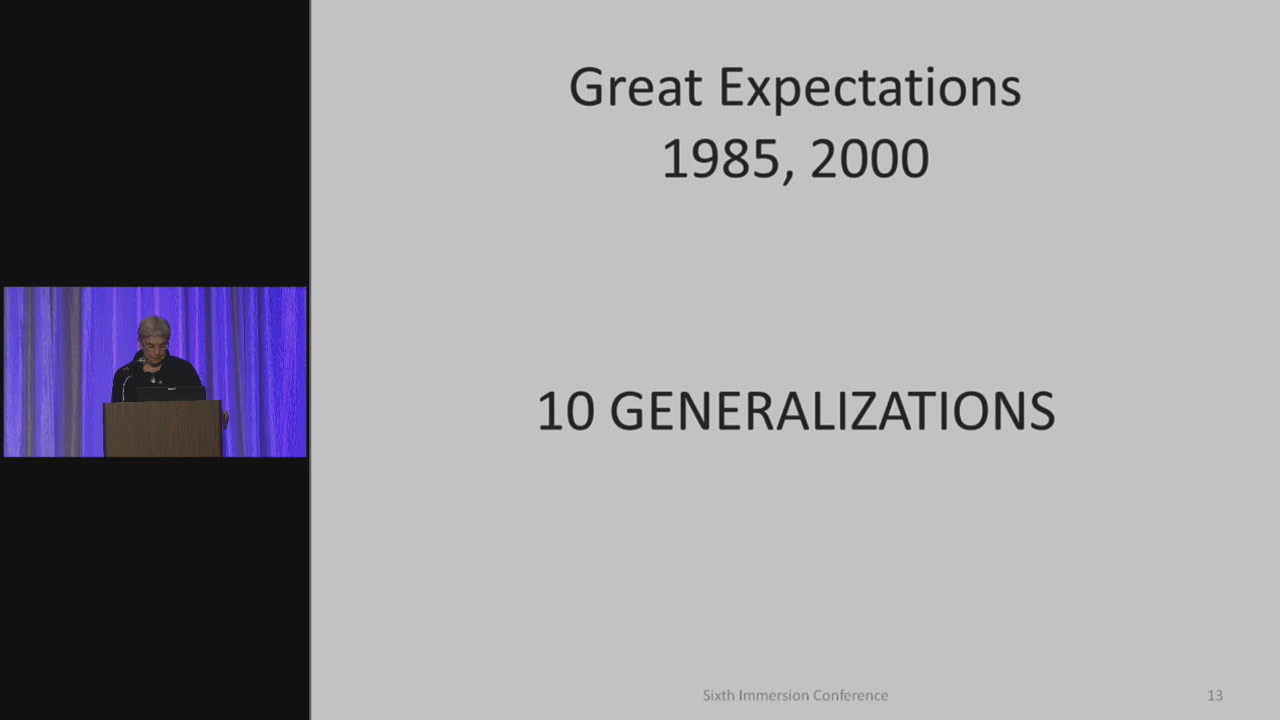 Great Expectations
1985, 2000
10 GENERALIZATIONS
Sixth Immersion Conference
13